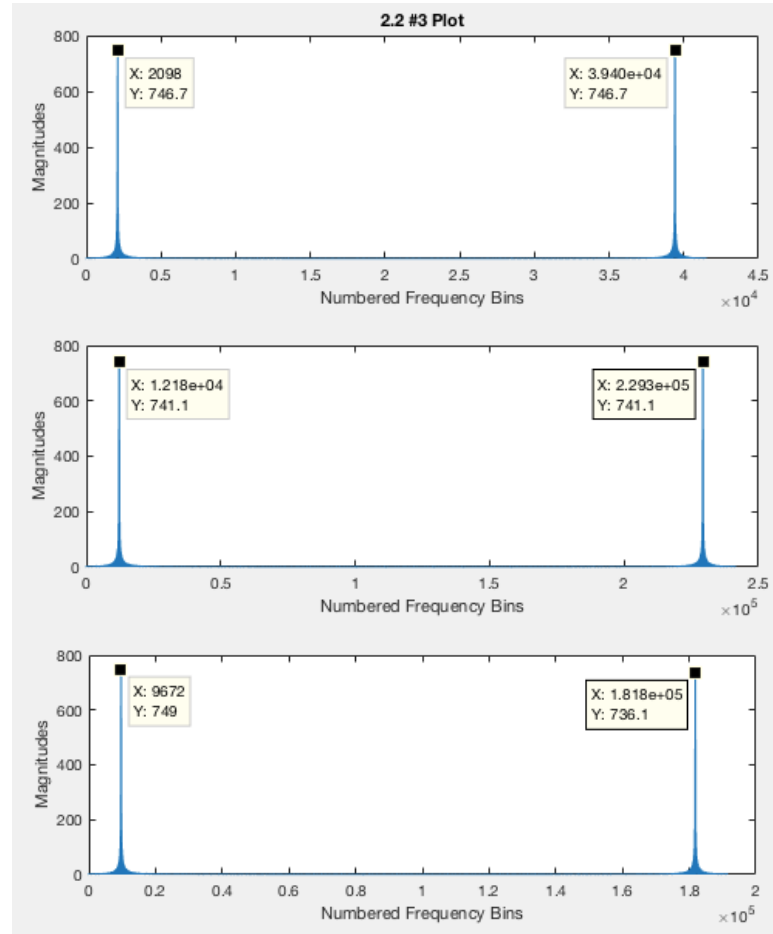 2.2 #3 Plot
800
600
400
200
0
Magnitudes
X: 2098
Y: 746.7
X: 3.940e+04
Y: 746.7
0 0.5 1 1.5 2 2.5 3 3.5 4 4.5
Numbered Frequency Bins
×10^4
800
600
400
200
0
Magnitudes
X: 1.218e+04
Y: 741.1
X: 2.293e+05
Y: 741.1
0 0.5 1 1.5 2 2.5
Numbered Frequency Bins
×10^5
800
600
400
200
0
Magnitudes
X: 9672
Y: 749
X: 1.818e+05
Y: 736.1
0 0.2 0.4 0.6 0.8 1 1.2 1.4 1.6 1.8 2
Numbered Frequency Bins
×10^5